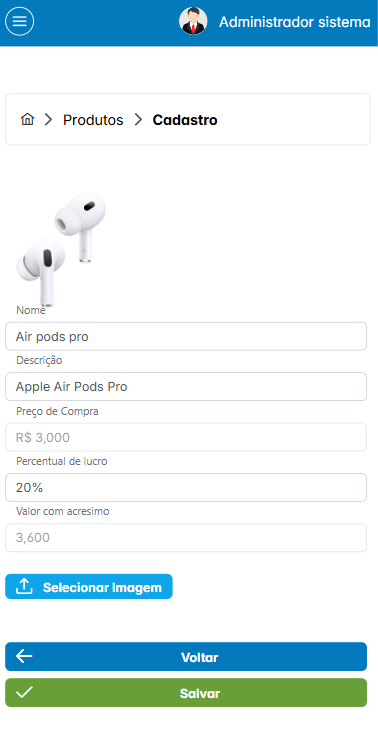 Administrador sistema
Produtos Cadastro
Nome
Air pods pro
Descrição
Apple Air Pods Pro
Preço de Compra
R$ 3,000
Percentual de lucro
20%
Valor com acresimo
3,600
Selecionar Imagem
Voltar
Salvar